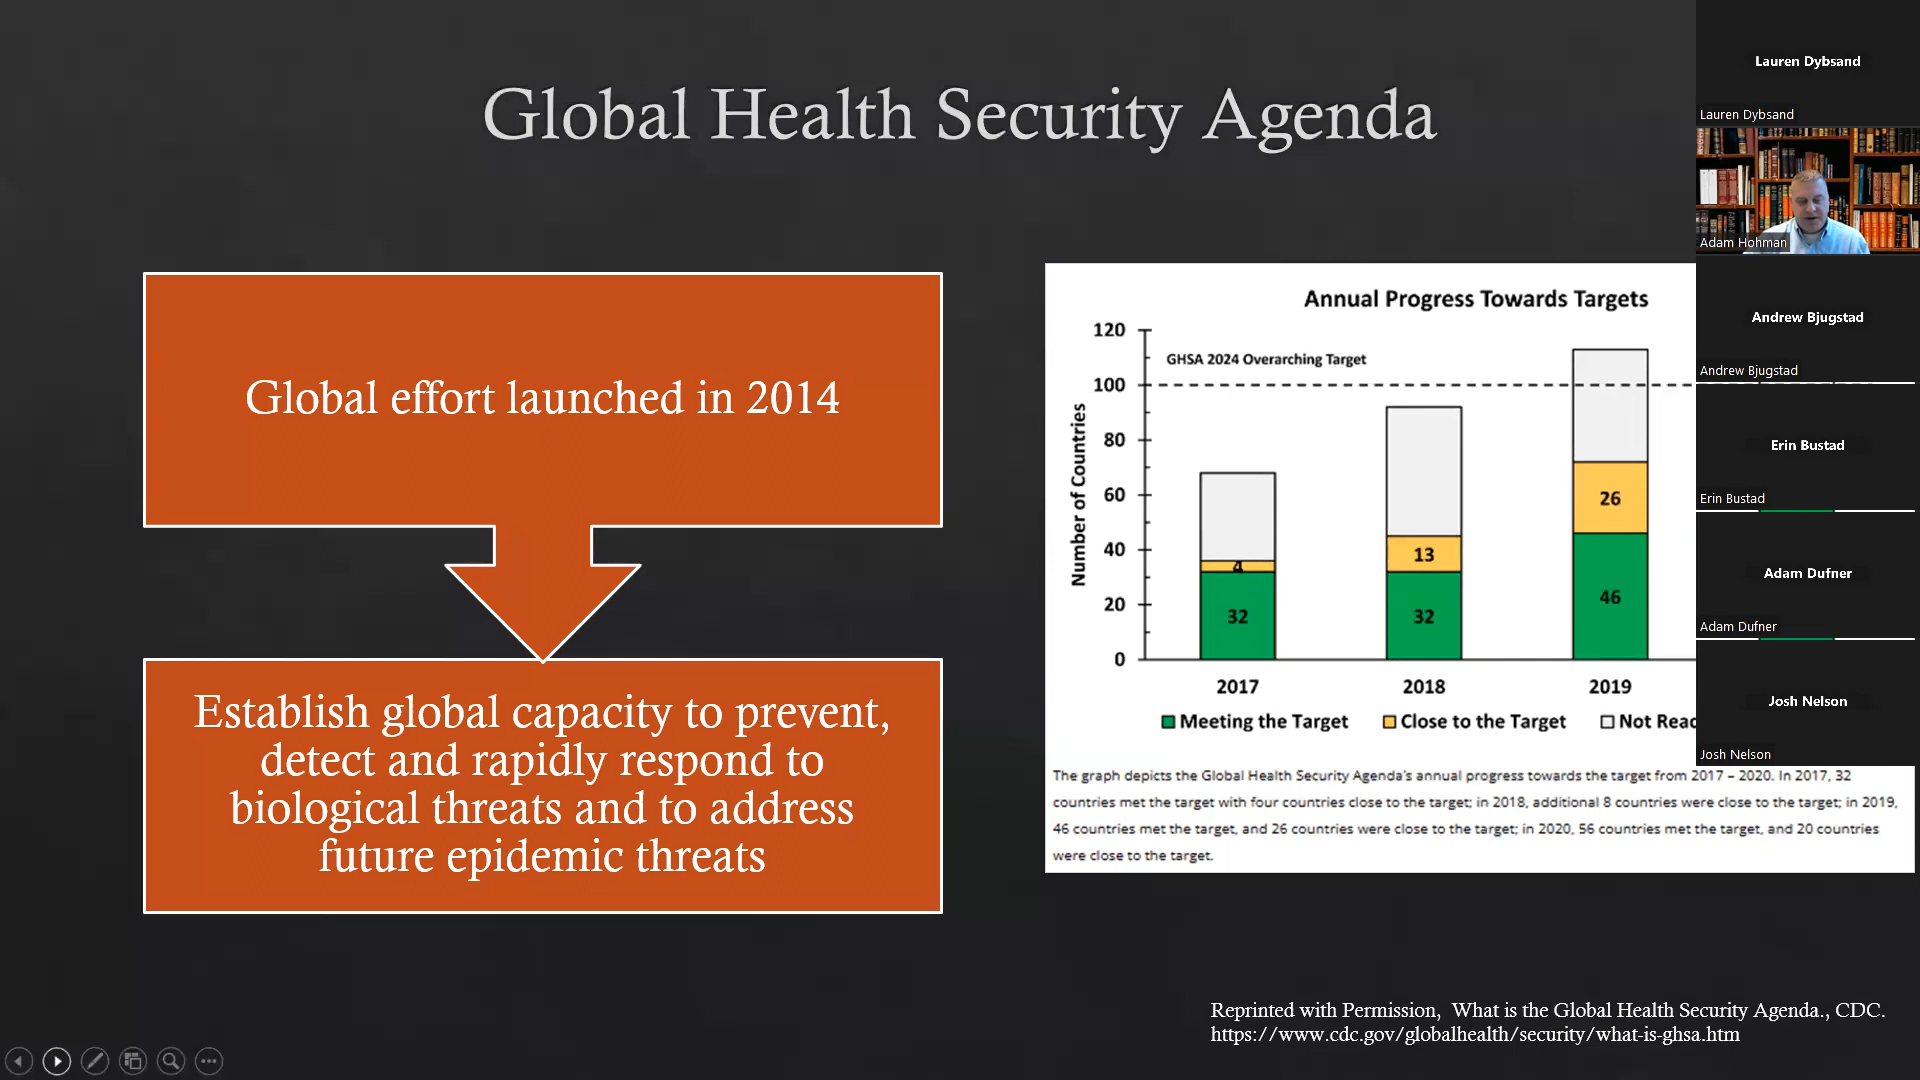 Global Health Security Agenda
Global effort launched in 2014
Establish global capacity to prevent,
detect and rapidly respond to
biological threats and to address
future epidemic threats
Annual Progress Towards Targets
Number of Countries
120
100
80
60
40
20
0
GHSA 2024 Overarching Target
4
32
13
32
26
46
2017 2018 2019
Meeting the Target Close to the Target Not Reac
The graph depicts the Global Health Security Agenda's annual progress towards the target from 2017 – 2020. In 2017, 32
countries met the target with four countries close to the target; in 2018, additional 8 countries were close to the target; in 2019,
46 countries met the target, and 26 countries were close to the target; in 2020, 56 countries met the target, and 20 countries
were close to the target.
Reprinted with Permission, What is the Global Health Security Agenda., CDC.
https://www.cdc.gov/globalhealth/security/what-is-ghsa.htm
Lauren Dybsand
Lauren Dybsand
Adam Hohman
Andrew Bjugstad
Andrew Bjugstad
Erin Bustad
Erin Bustad
Adam Dufner
Adam Dufner
Josh Nelson
Josh Nelson